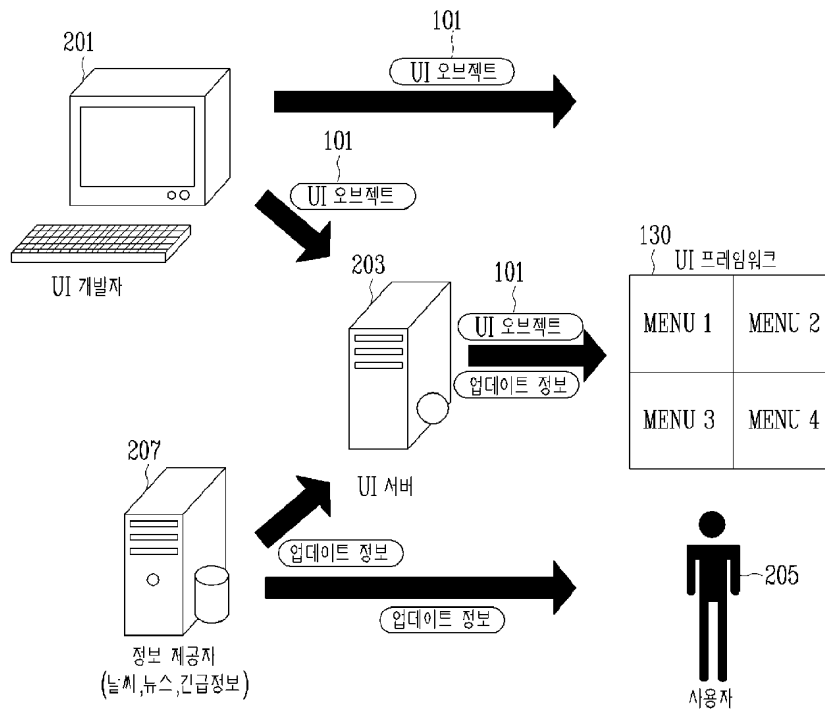 201
101
UI 오브젝트
101
UI 오브젝트
UI 개발자
203
101
UI 오브젝트
업데이트 정보
UI 서버
130
UI 프레임워크
MENU 1
MENU 2
MENU 3
MENU 4
207
업데이트 정보
업데이트 정보
정보 제공자
(날씨,뉴스,긴급정보)
205
사용자